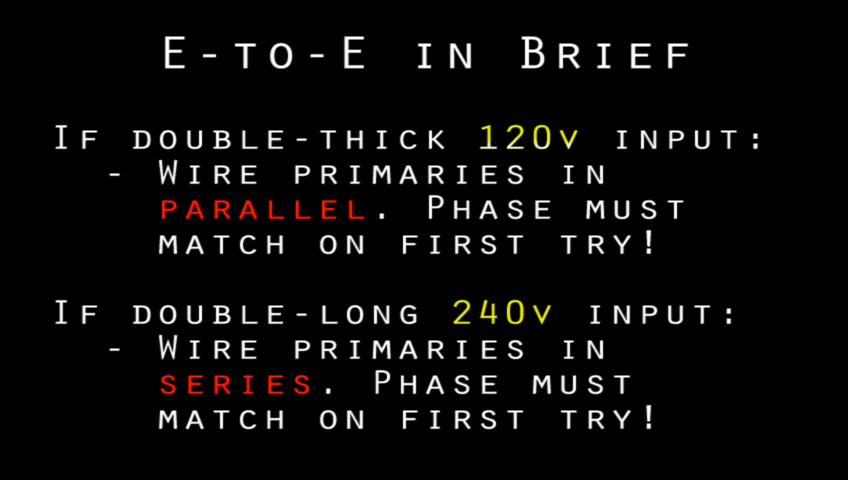 E-to-E in Brief
If double-thick 120v input:
- Wire primaries in
parallel. Phase must
match on first try!
If double-long 240v input:
- Wire primaries in
series. Phase must
match on first try!